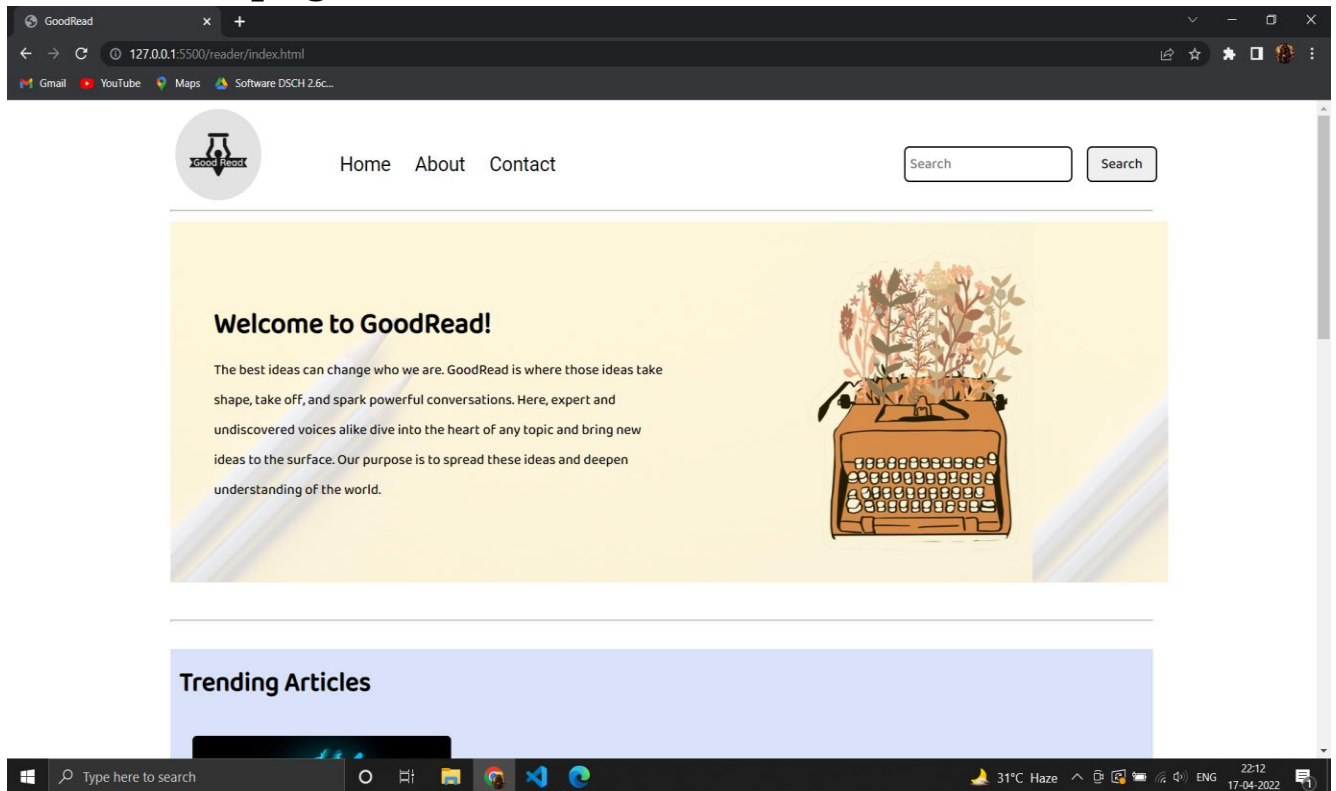 GoodRead
127.0.0.1:5500/reader/index.html
Gmail YouTube Maps Software DSCH 2.6c...
Good Read
Home About Contact
Search Search
Welcome to GoodRead!
The best ideas can change who we are. GoodRead is where those ideas take
shape, take off, and spark powerful conversations. Here, expert and
undiscovered voices alike dive into the heart of any topic and bring new
ideas to the surface. Our purpose is to spread these ideas and deepen
understanding of the world.
Trending Articles
Type here to search
31°C Haze ENG
22:12
17-04-2022
1